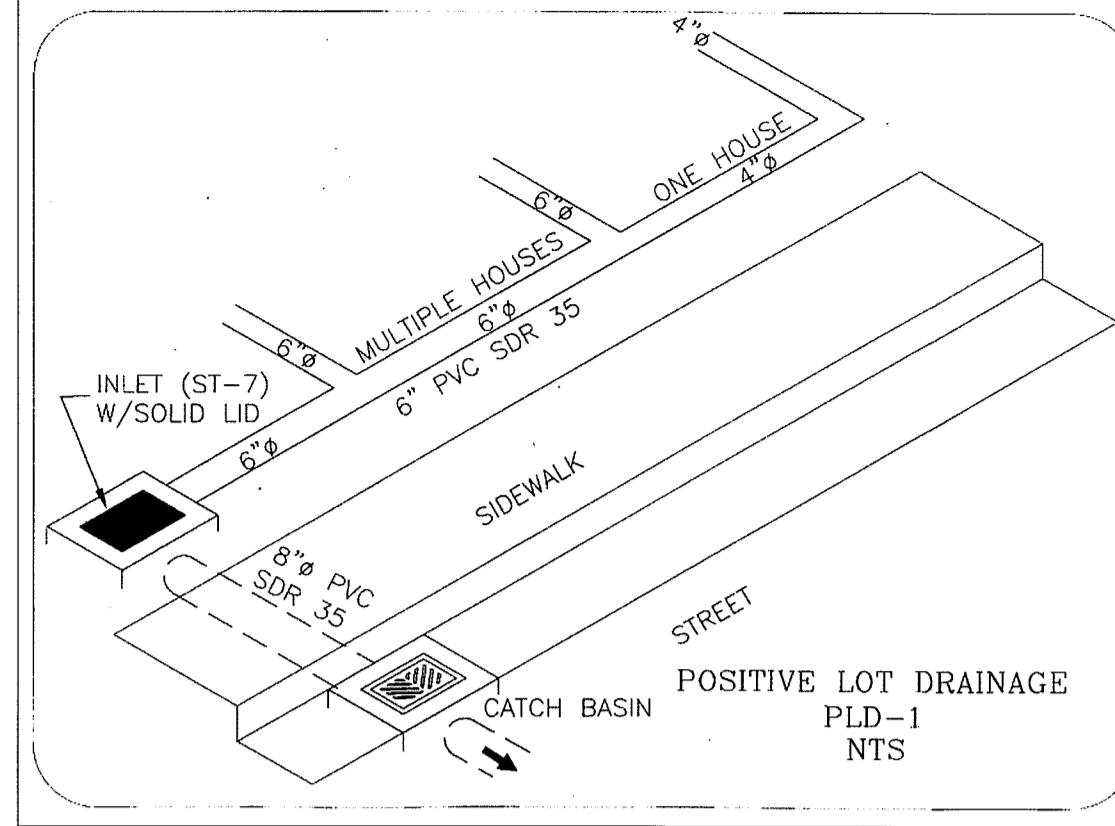 4"ø
ONE HOUSE
4"ø
6"ø
MULTIPLE HOUSES
6"ø
6" PVC SDR 35
6"ø
INLET (ST-7)
W/SOLID LID
6"ø
SIDEWALK
8"ø PVC
SDR 35
STREET
CATCH BASIN
POSITIVE LOT DRAINAGE
PLD-1
NTS